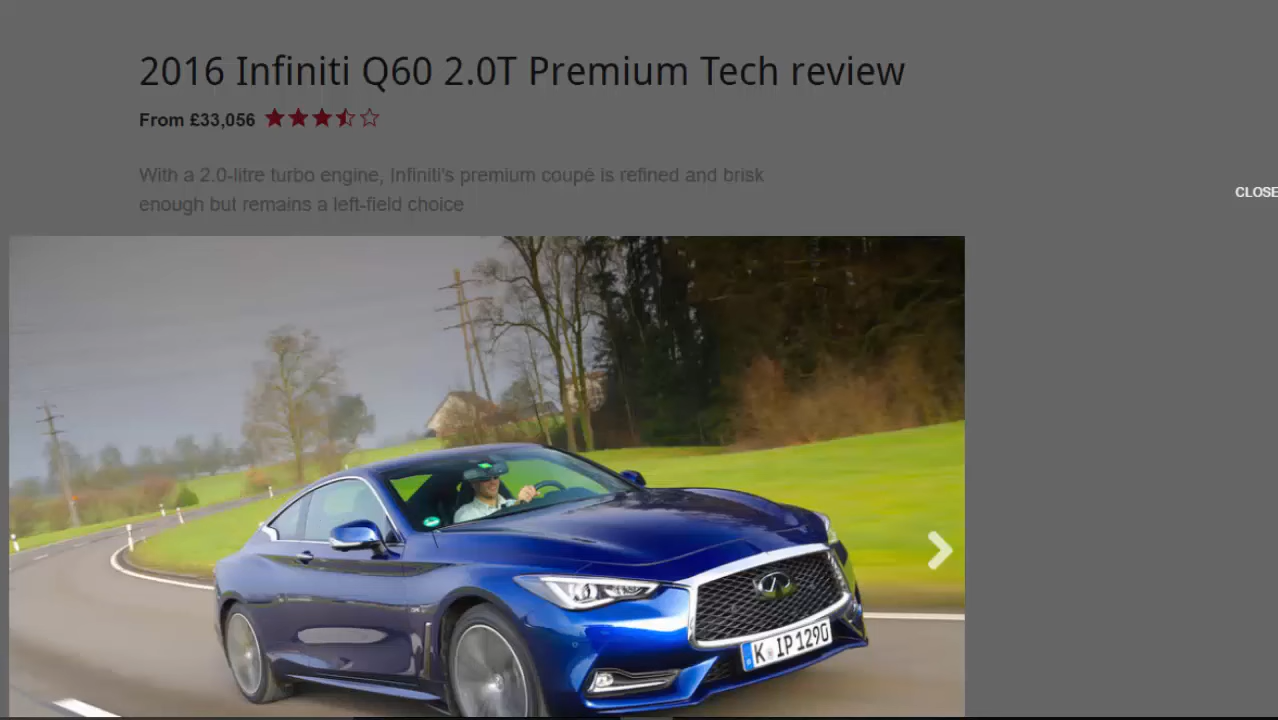 2016 Infiniti Q60 2.0T Premium Tech review
From £33,056
With a 2.0-litre turbo engine, Infiniti's premium coupé is refined and brisk
enough but remains a left-field choice
CLOSE
K IP 1290